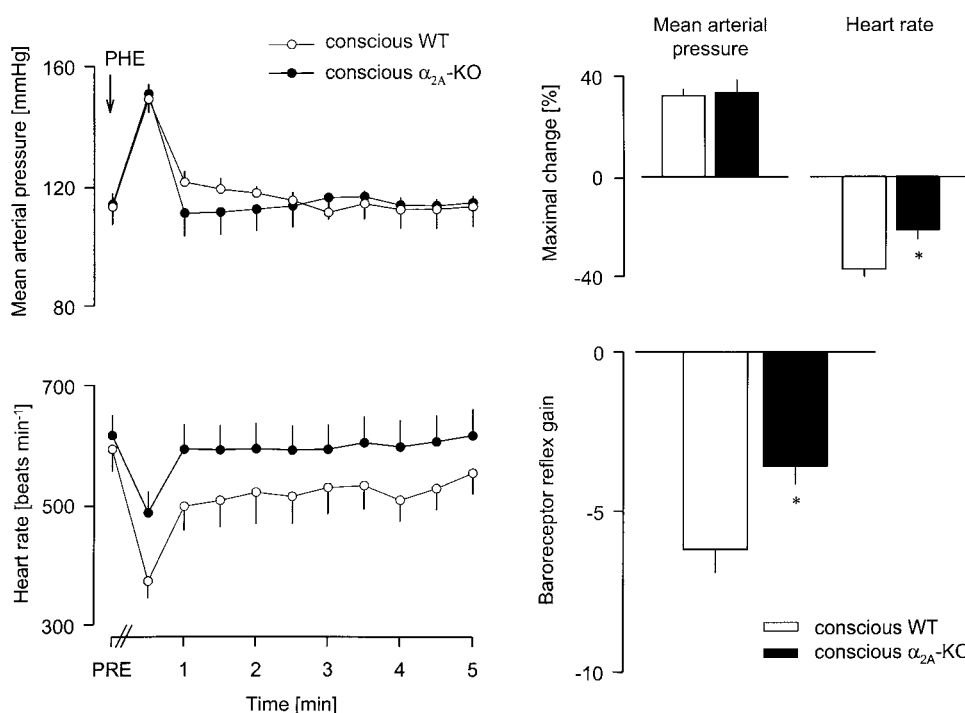 conscious WT
conscious α2A-KO
PHE
Mean arterial pressure [mmHg]
160
120
80
Heart rate [beats min-1]
700
500
300
PRE
1
2
3
4
5
Time [min]
Mean arterial
pressure
Heart rate
Maximal change [%]
40
0
-40
*
Baroreceptor reflex gain
0
-5
-10
*
conscious WT
conscious α2A-KO